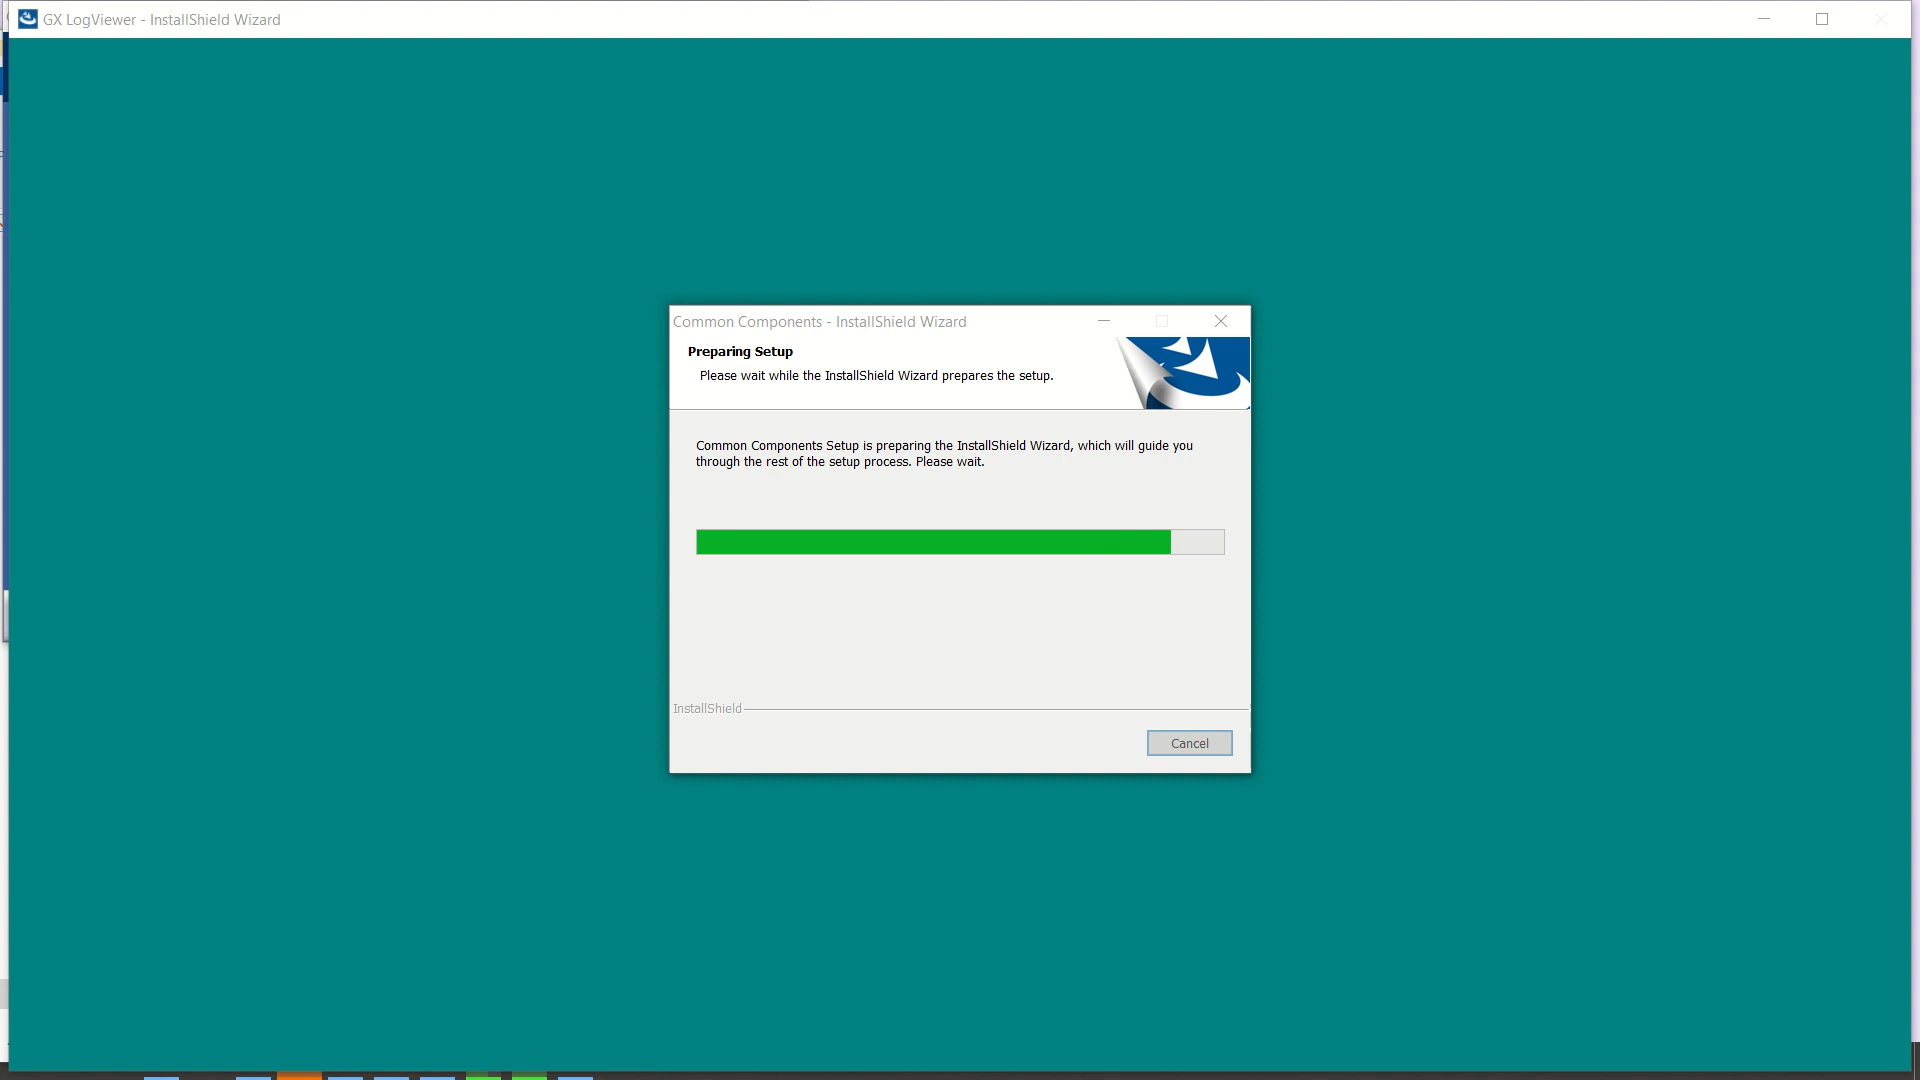 GX LogViewer - InstallShield Wizard
Common Components - InstallShield Wizard
Preparing Setup
Please wait while the InstallShield Wizard prepares the setup.
Common Components Setup is preparing the InstallShield Wizard, which will guide you
through the rest of the setup process. Please wait.
InstallShield
Cancel